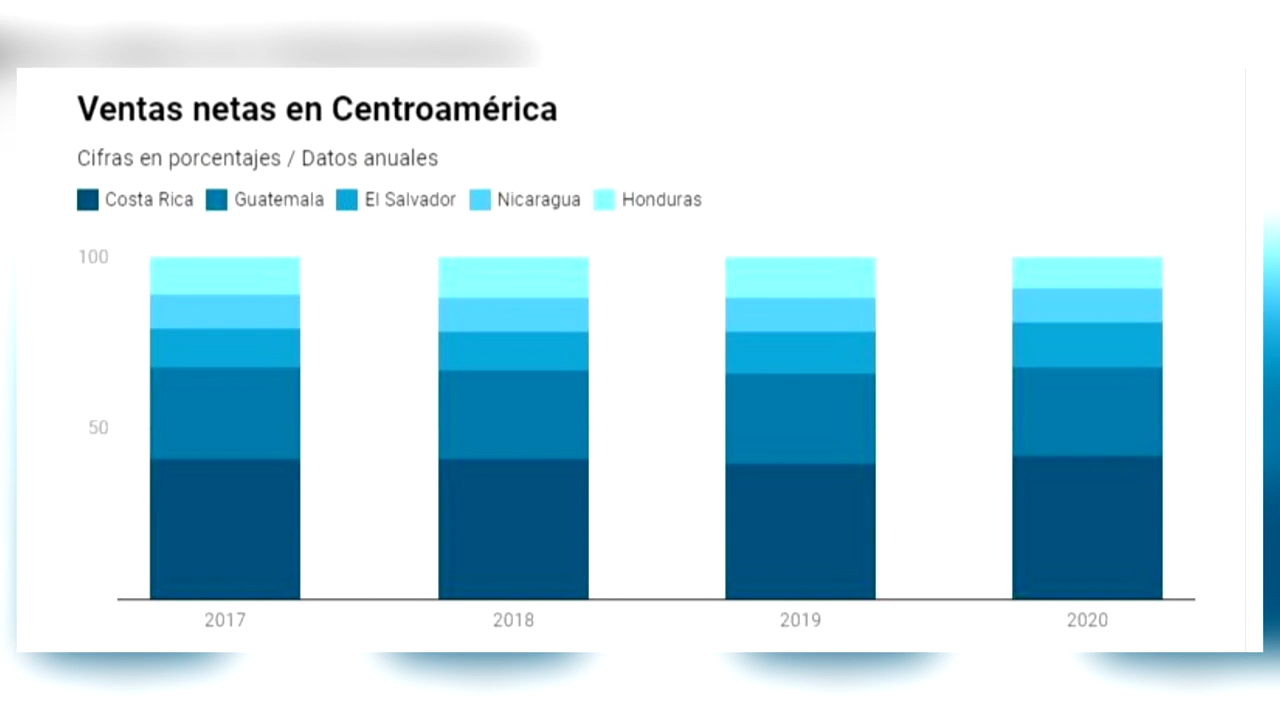 Ventas netas en Centroamérica
Cifras en porcentajes / Datos anuales
Costa Rica Guatemala El Salvador Nicaragua Honduras
100
50
2017 2018 2019 2020